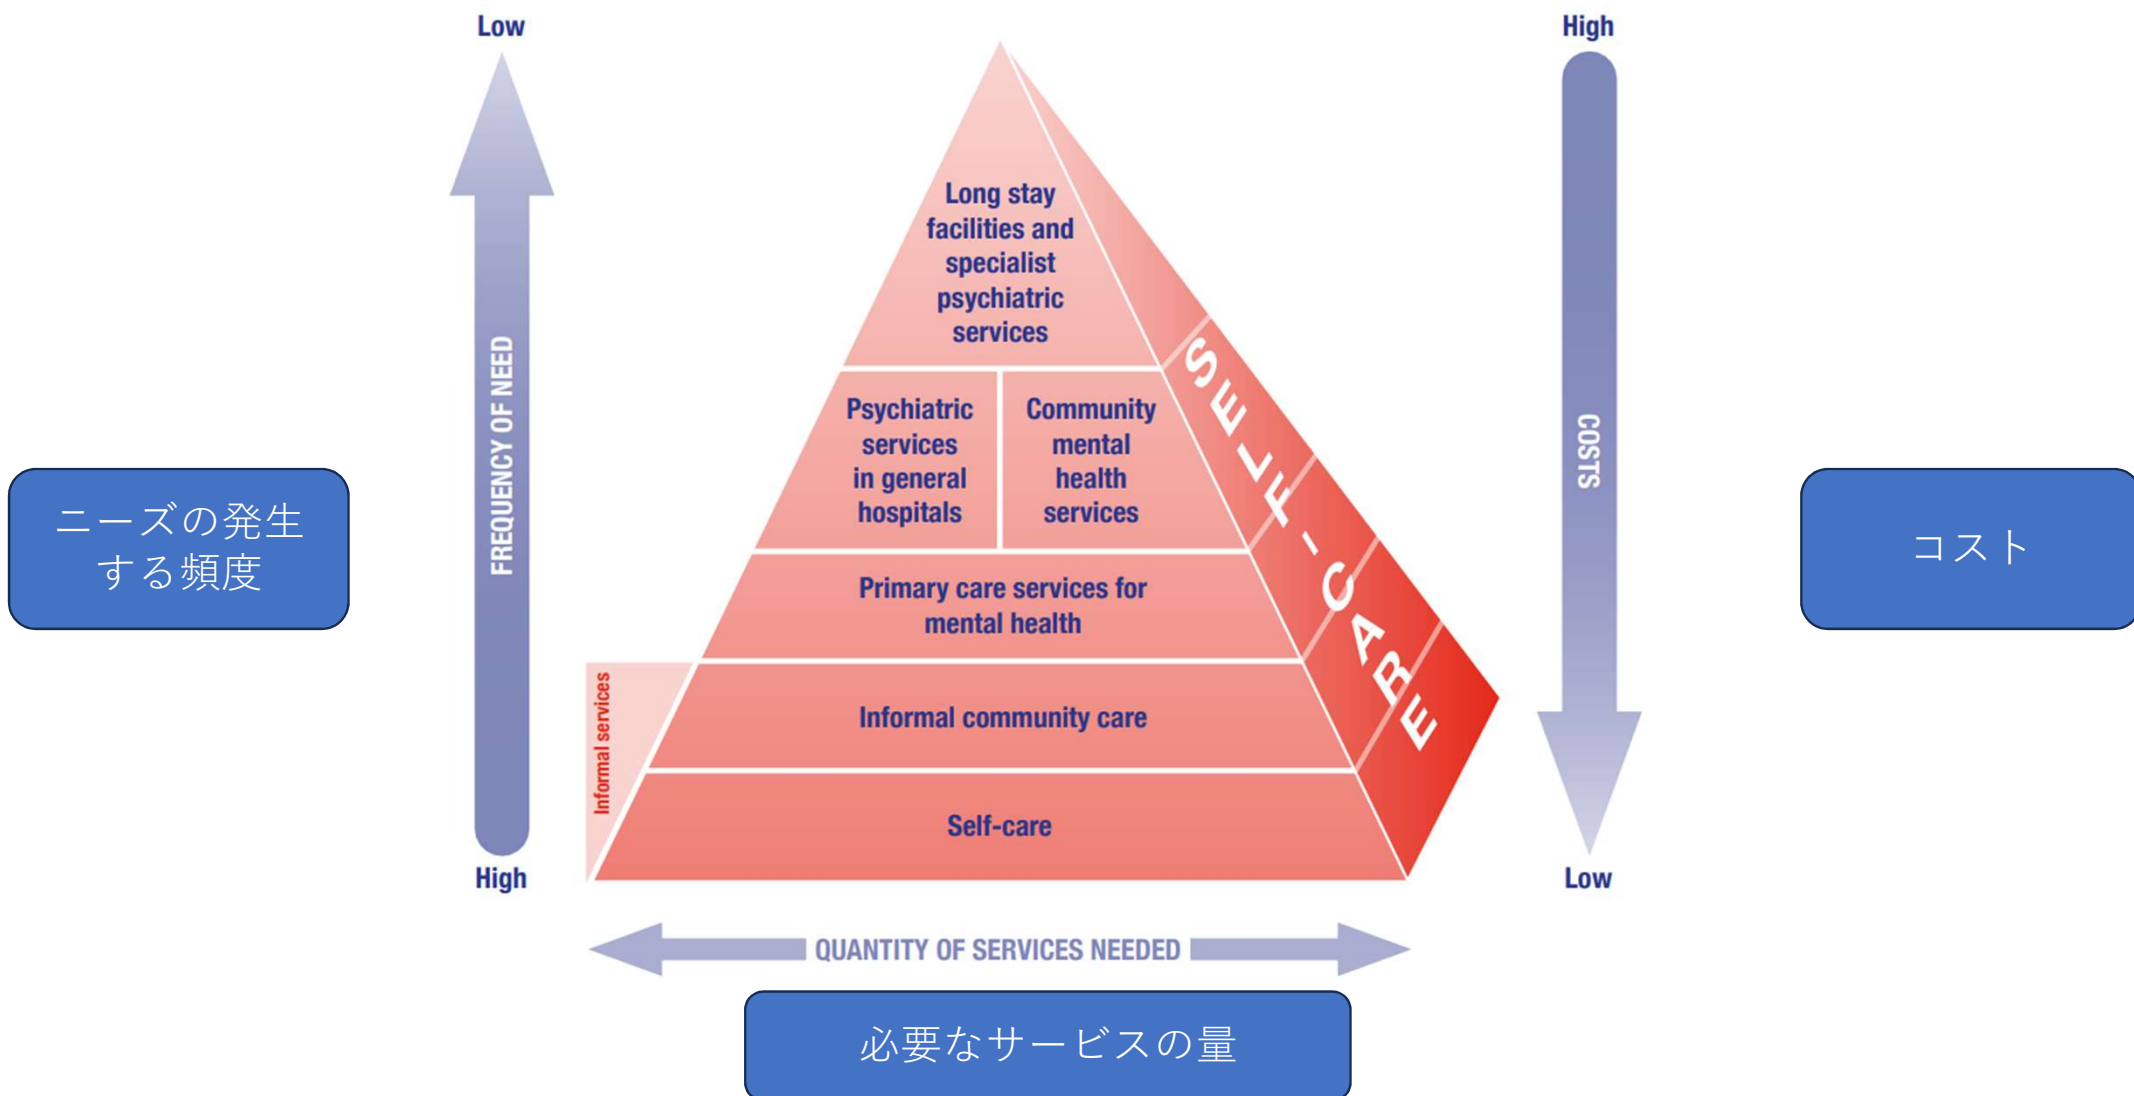 Low
High
Long stay
facilities and
specialist
psychiatric
services
FREQUENCY OF NEED
COSTS
SELF-CARE
Psychiatric
services
in general
hospitals
Community
mental
health
services
ニーズの発生
する頻度
コスト
Primary care services for
mental health
Informal services
Informal community care
Self-care
High
Low
QUANTITY OF SERVICES NEEDED
必要なサービスの量